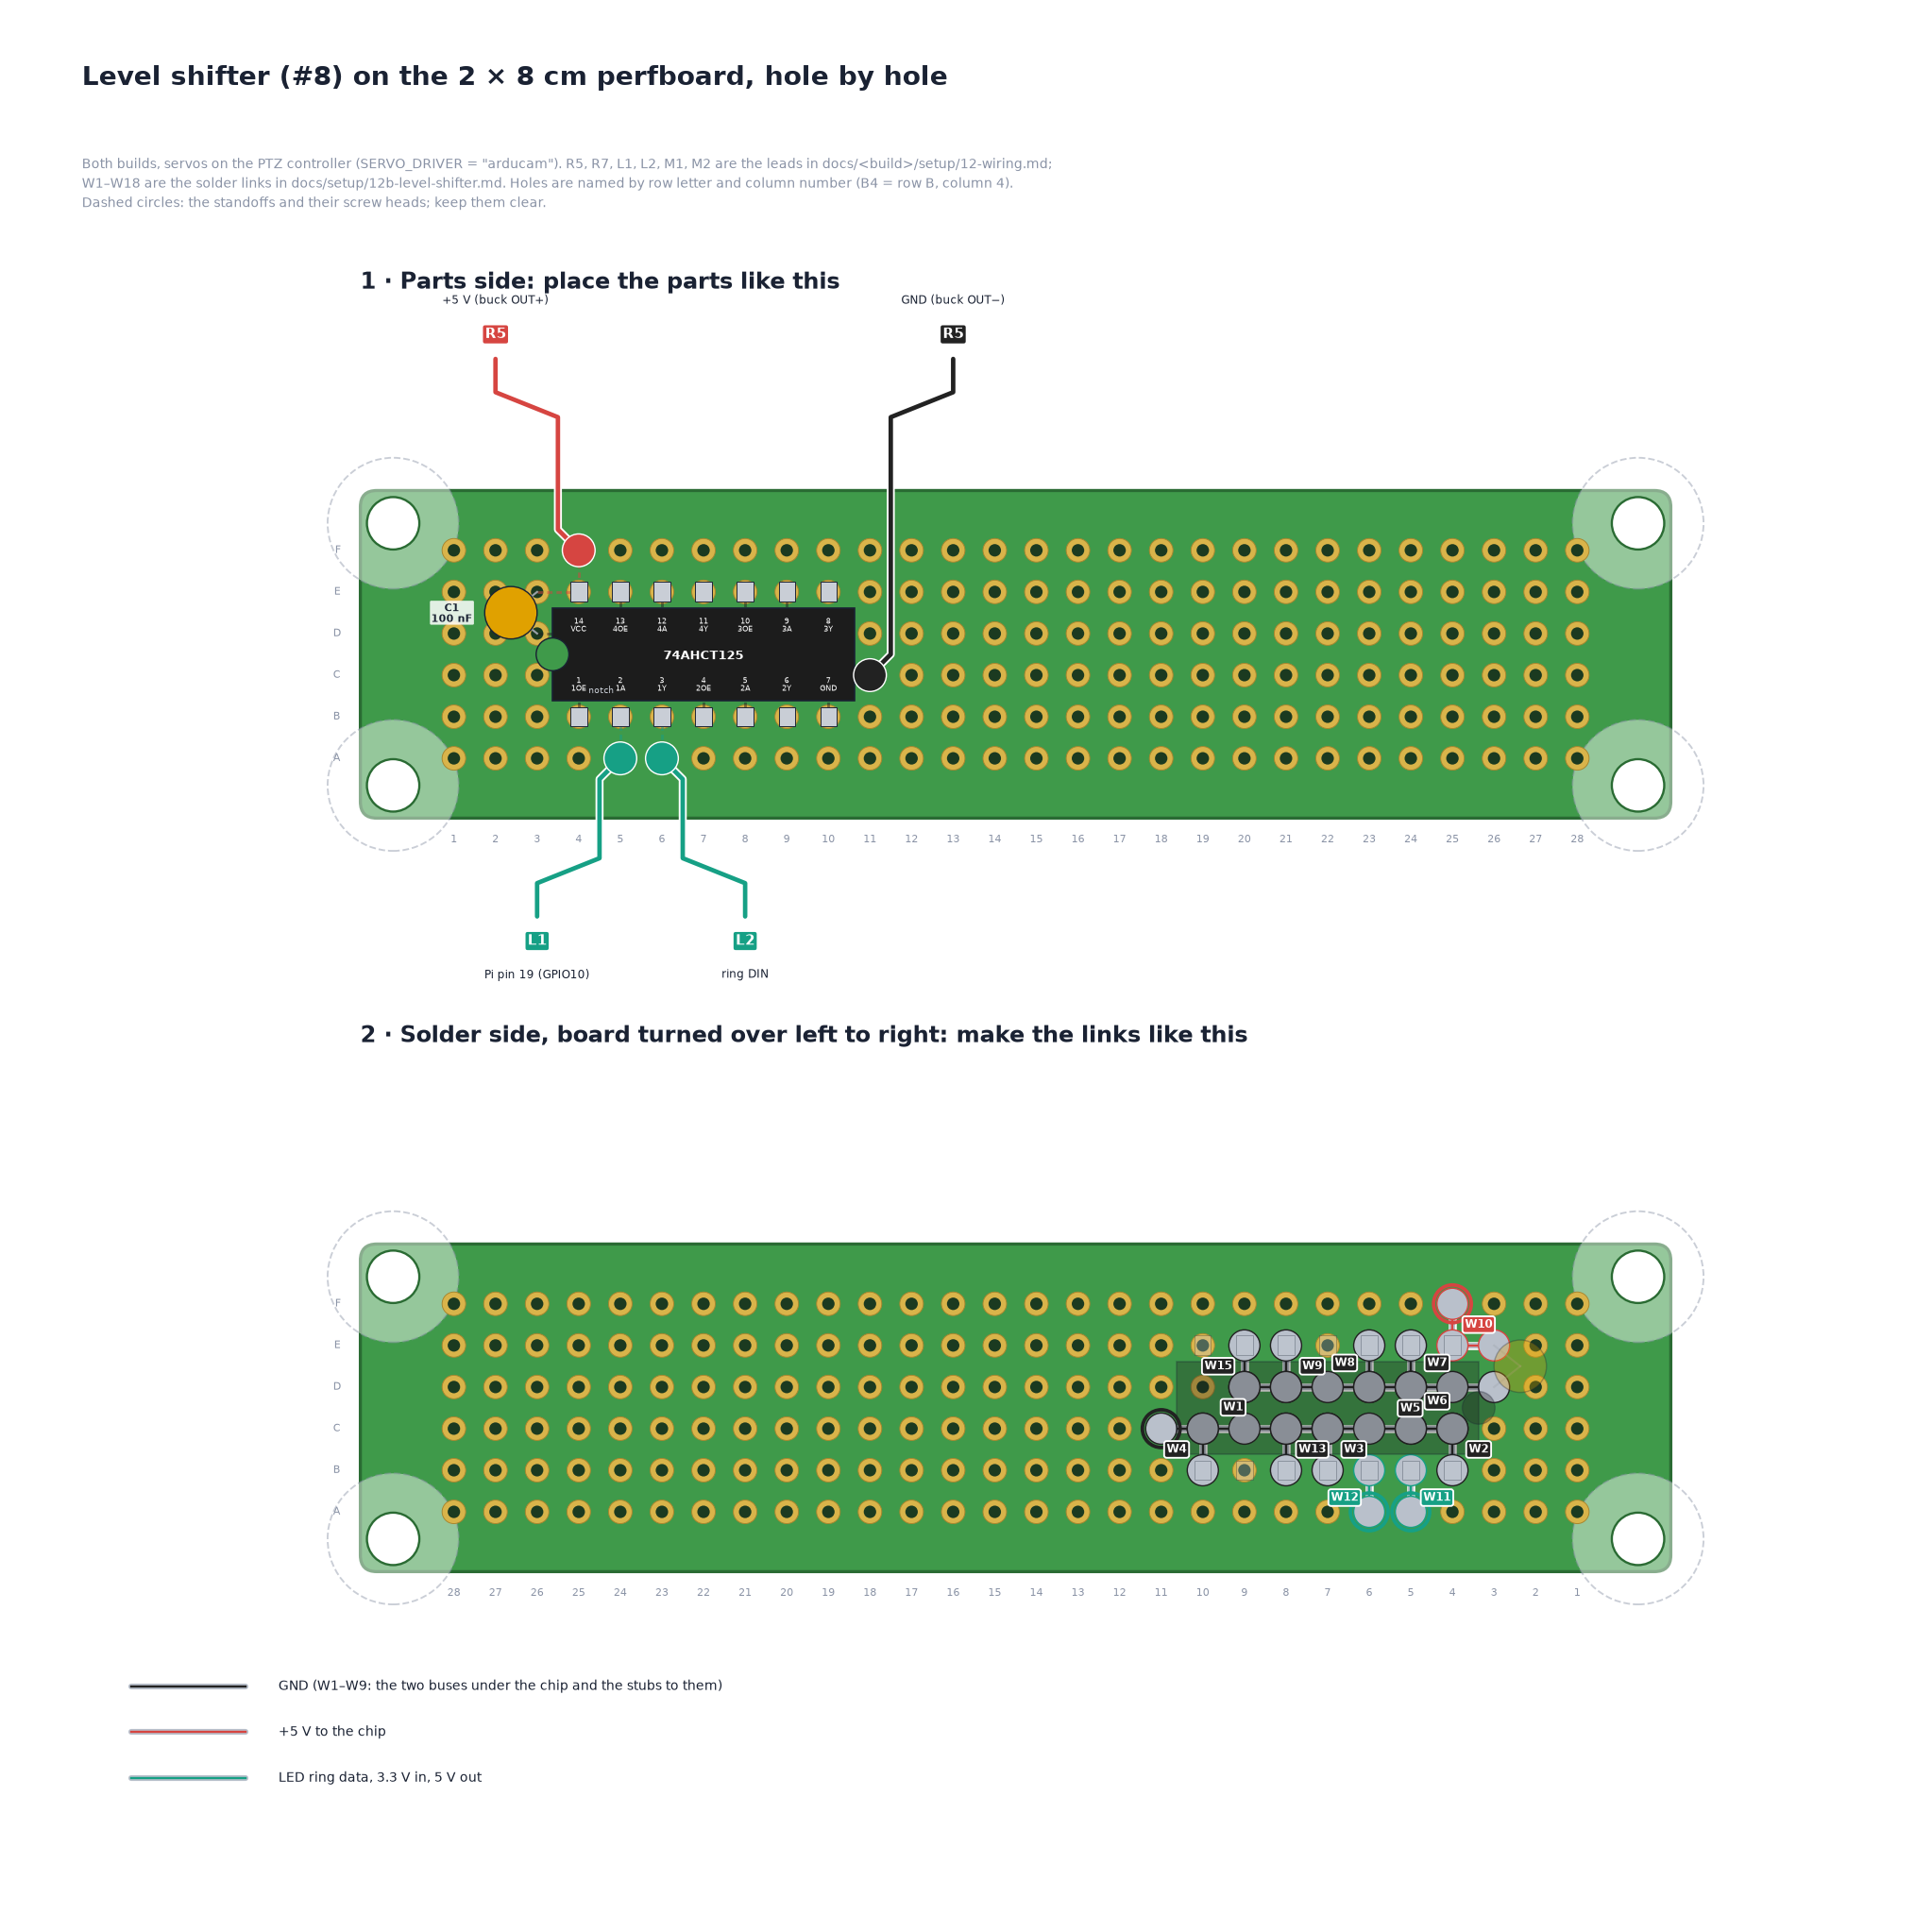 Level shifter (#8) on the 2 × 8 cm perfboard, hole by hole
Both builds, servos on the PTZ controller (SERVO_DRIVER = "arducam"). R5, R7, L1, L2, M1, M2 are the leads in docs/<build>/setup/12-wiring.md;
W1–W18 are the solder links in docs/setup/12b-level-shifter.md. Holes are named by row letter and column number (B4 = row B, column 4).
Dashed circles: the standoffs and their screw heads; keep them clear.
1 · Parts side: place the parts like this
+5 V (buck OUT+)
GND (buck OUT−)
R5
R5
F
E
C1
100 nF
14 13 12 11 10 9 8
VCC 4OE 4A 4Y 3OE 3A 3Y
D
74AHCT125
C
1 2 3 4 5 6 7
1OE notch 1A 1Y 2OE 2A 2Y GND
B
A
1 2 3 4 5 6 7 8 9 10 11 12 13 14 15 16 17 18 19 20 21 22 23 24 25 26 27 28
L1 L2
Pi pin 19 (GPIO10)
ring DIN
2 · Solder side, board turned over left to right: make the links like this
F
W10
E
W15 W9 W8 W7
D
W1 W5 W6
C
W4 W13 W3 W2
B
W12 W11
A
28 27 26 25 24 23 22 21 20 19 18 17 16 15 14 13 12 11 10 9 8 7 6 5 4 3 2 1
GND (W1–W9: the two buses under the chip and the stubs to them)
+5 V to the chip
LED ring data, 3.3 V in, 5 V out